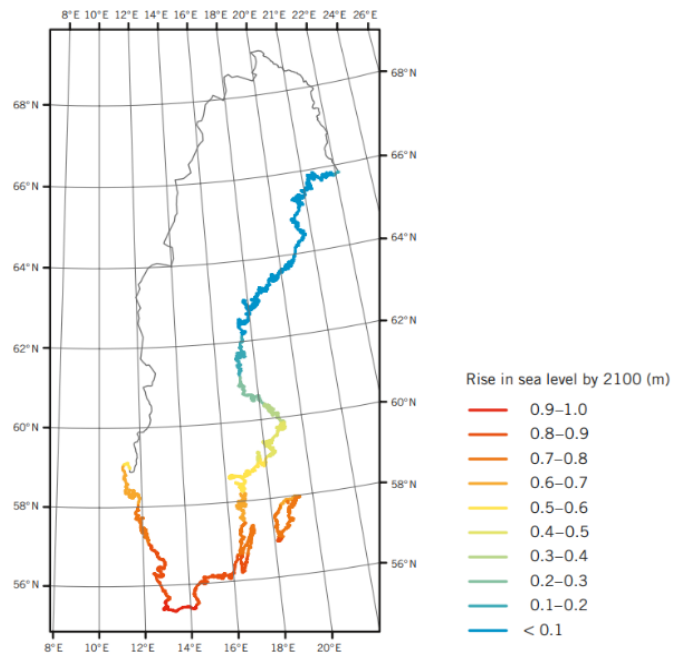 8°E 10°E 12°E 14°E 16°E 18°E 20°E 21°E 22°E 24°E 26°E
68°N
68°N
66°N
66°N
64°N
64°N
62°N
62°N
60°N
60°N
58°N
58°N
56°N
56°N
8°E 10°E 12°E 14°E 16°E 18°E 20°E
Rise in sea level by 2100 (m)
0.9–1.0
0.8–0.9
0.7–0.8
0.6–0.7
0.5–0.6
0.4–0.5
0.3–0.4
0.2–0.3
0.1–0.2
< 0.1